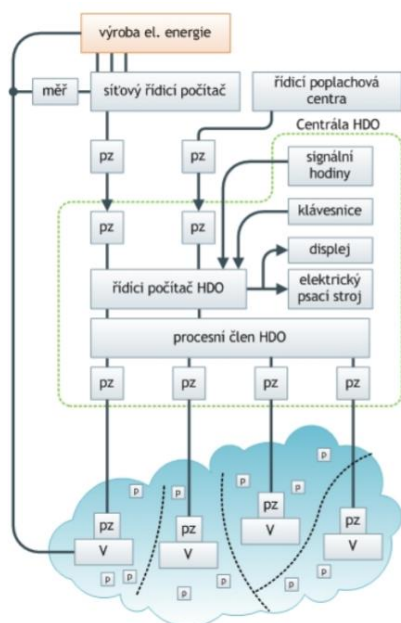 výroba el. energie
měř
síťový řídicí počítač
řídicí poplachová
centra
Centrála HDO
pz
pz
signální
hodiny
pz
pz
klávesnice
displej
řídici počítač HDO
elektrický
psací stroj
procesní člen HDO
pz
pz
pz
pz
p
p
p
p
p
pz
pz
pz
pz
V
V
V
V
p
p
p
p
p